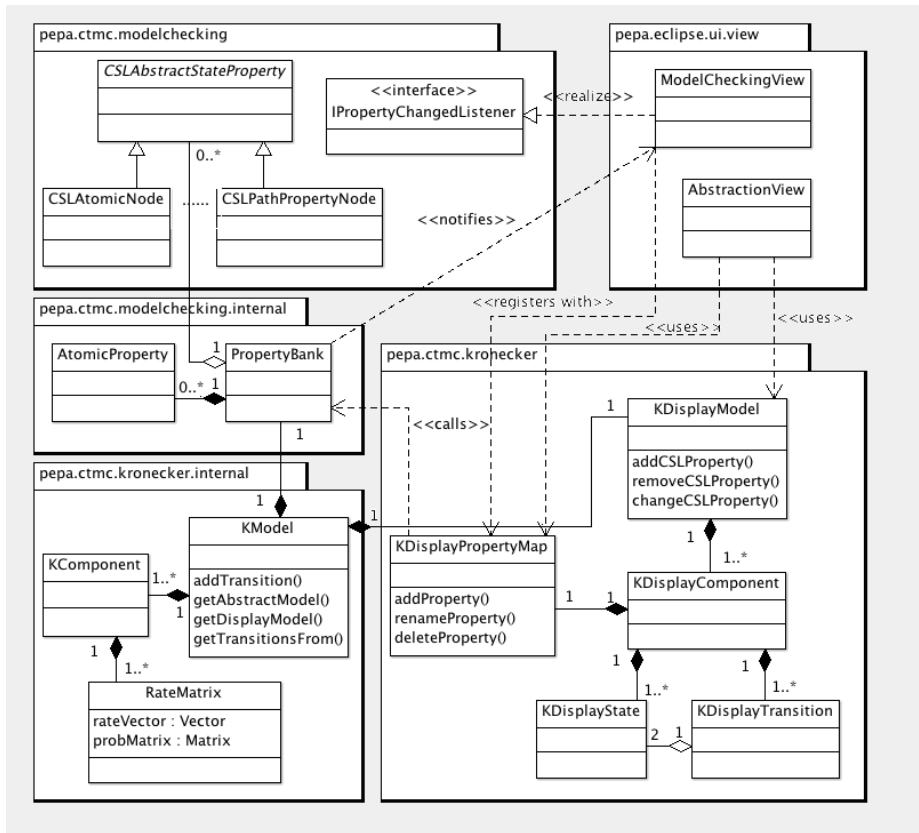 pepa.ctmc.modelchecking
CSLAbstractStateProperty
<<interface>>
IPropertyChangedListener
0..*
CSLAtomicNode
......
CSLPathPropertyNode
<<realize>>
<<notifies>>
pepa.eclipse.ui.view
ModelCheckingView
AbstractionView
<<registers with>>
<<uses>>
<<uses>>
pepa.ctmc.modelchecking.internal
AtomicProperty
PropertyBank
1
0..*
1
1
<<calls>>
pepa.ctmc.kronecker.internal
1
KModel
addTransition()
getAbstractModel()
getDisplayModel()
getTransitionsFrom()
1
KComponent
1..*
1
1
1..*
RateMatrix
rateVector : Vector
probMatrix : Matrix
pepa.ctmc.kronecker
1
KDisplayModel
addCSLProperty()
removeCSLProperty()
changeCSLProperty()
1
1..*
KDisplayPropertyMap
addProperty()
renameProperty()
deleteProperty()
1
1
KDisplayComponent
1
1..*
1
1..*
KDisplayState
2
1
KDisplayTransition